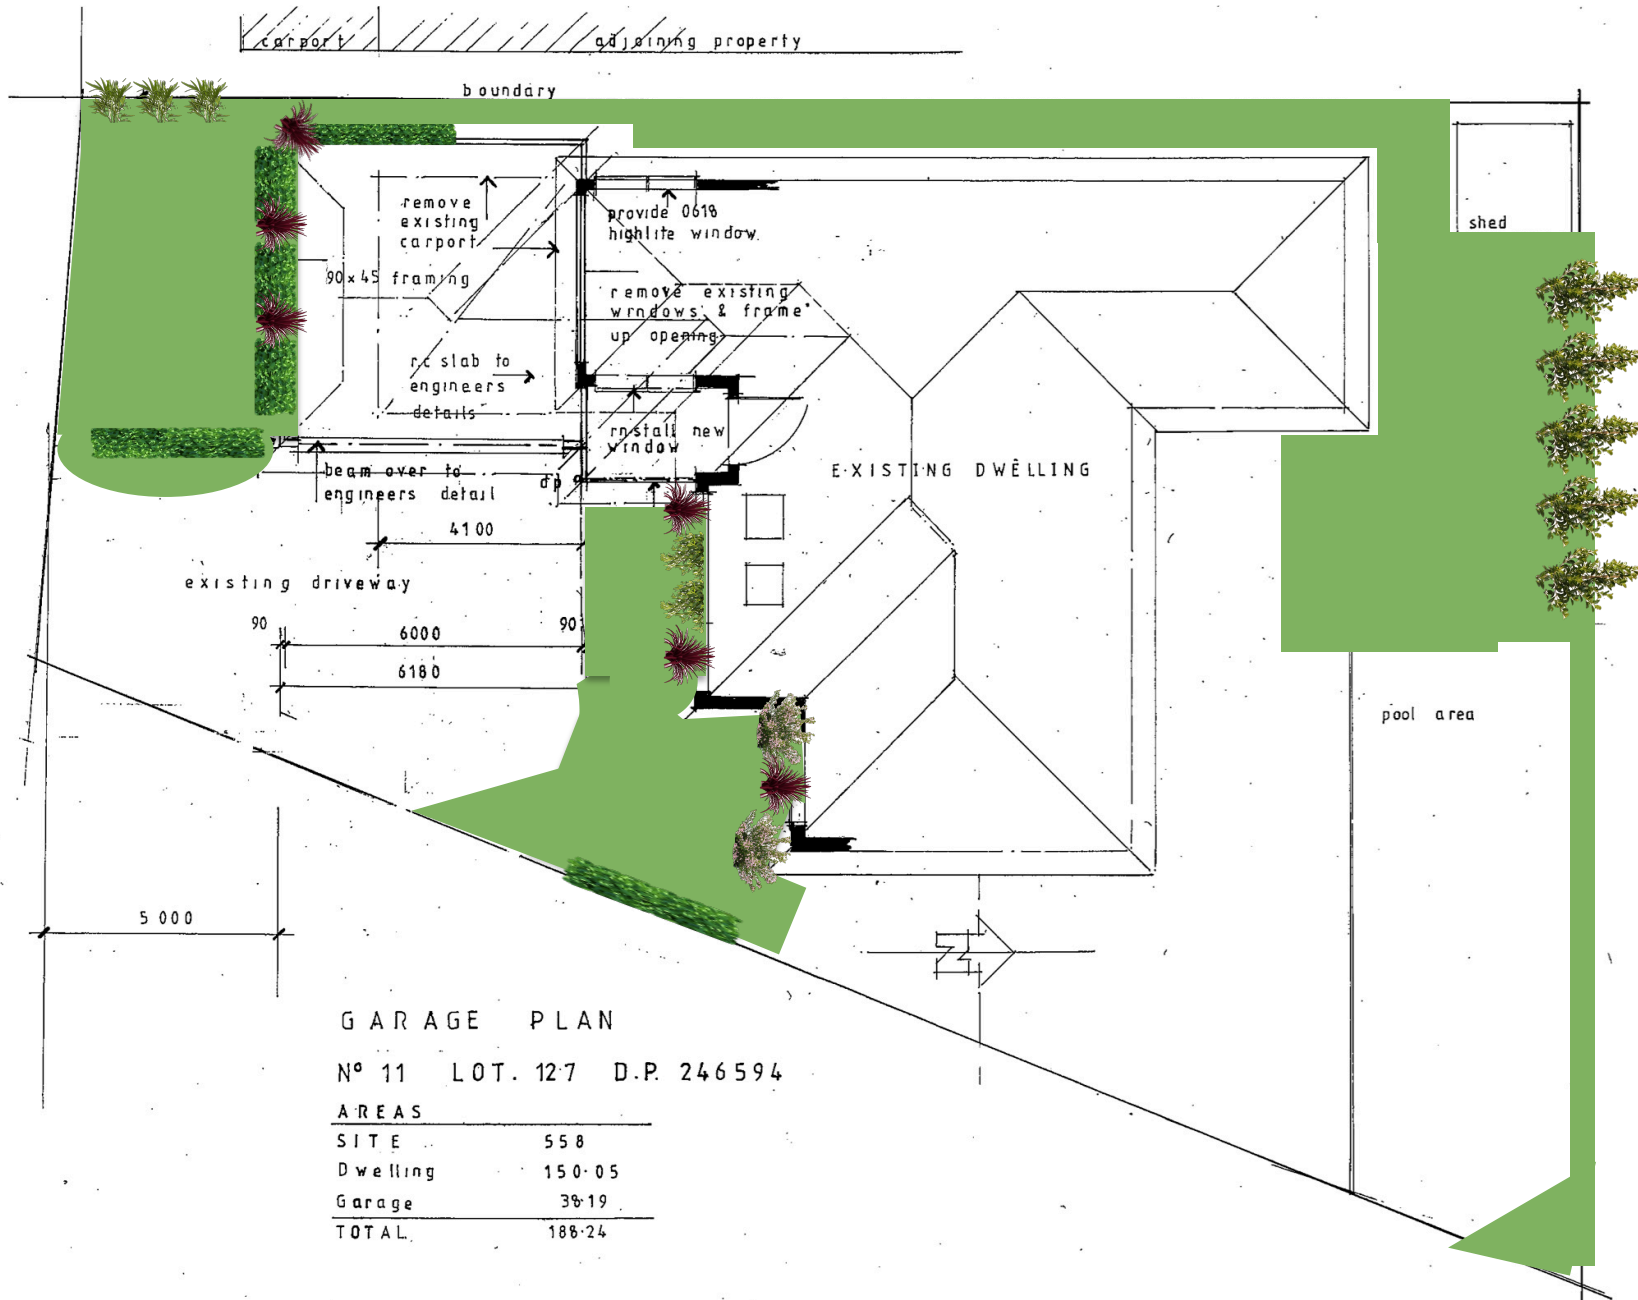 carport adjoining property
boundary
remove
existing
carport
provide 0618
highlite window
shed
90x45 framing
remove existing
windows & frame
up opening
rc slab to
engineers
details
install new
window
EXISTING DWELLING
beam over to
engineers detail
dp
4100
existing driveway
90 6000 90
6180
pool area
5 000
N
GARAGE PLAN
Nº 11 LOT. 127 D.P. 246594
AREAS
SITE 558
Dwelling 150.05
Garage 38.19
TOTAL 188.24